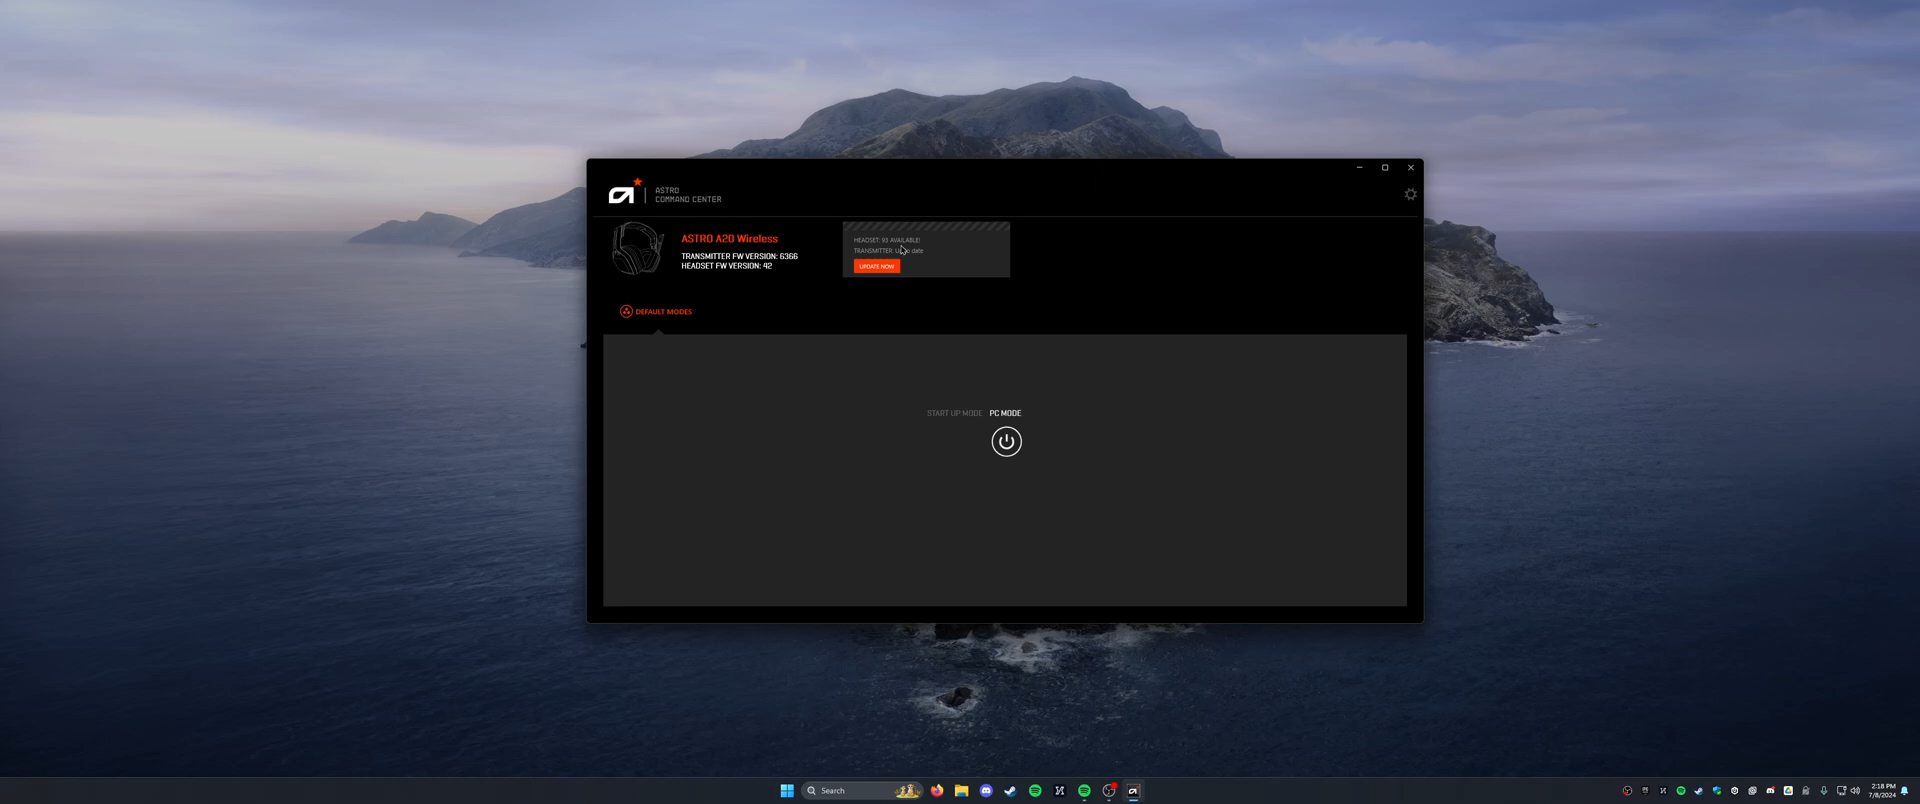 ASTRO
COMMAND CENTER
ASTRO A20 Wireless
TRANSMITTER FW VERSION: 6366
HEADSET FW VERSION: 42
HEADSET: 93 AVAILABLE!
TRANSMITTER: date
UPDATE NOW
DEFAULT MODES
START UP MODE PC MODE
Search
2:18 PM
7/8/2024